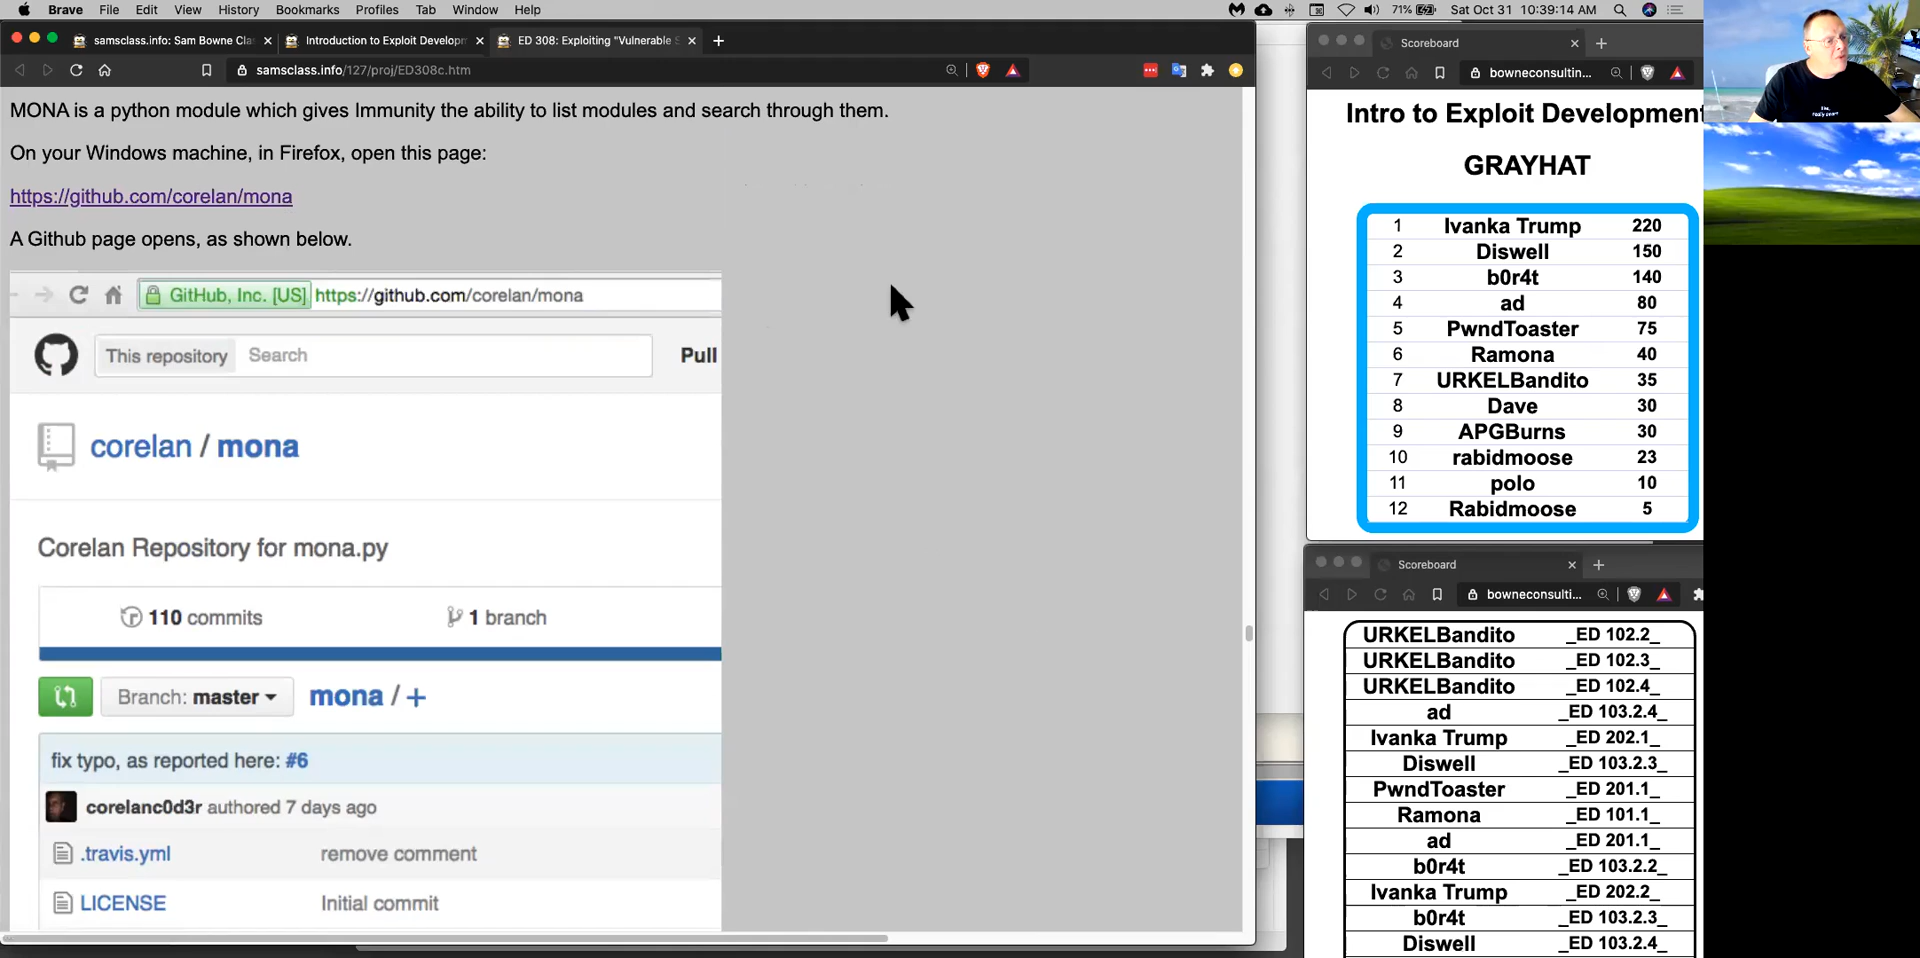 Brave File Edit View History Bookmarks Profiles Tab Window Help
71% Sat Oct 31 10:39:14 AM
samsclass.info: Sam Bowne Cla
Introduction to Exploit Developm
ED 308: Exploiting "Vulnerable S
samsclass.info/127/proj/ED308c.htm
MONA is a python module which gives Immunity the ability to list modules and search through them.
On your Windows machine, in Firefox, open this page:
https://github.com/corelan/mona
A Github page opens, as shown below.
GitHub, Inc. [US] https://github.com/corelan/mona
This repository Search Pull
corelan / mona
Corelan Repository for mona.py
110 commits 1 branch
Branch: master mona / +
fix typo, as reported here: #6
corelanc0d3r authored 7 days ago
.travis.yml remove comment
LICENSE Initial commit
Scoreboard
bowneconsultin...
Intro to Exploit Development
GRAYHAT
1 Ivanka Trump 220
2 Diswell 150
3 b0r4t 140
4 ad 80
5 PwndToaster 75
6 Ramona 40
7 URKELBandito 35
8 Dave 30
9 APGBurns 30
10 rabidmoose 23
11 polo 10
12 Rabidmoose 5
Scoreboard
bowneconsulti...
URKELBandito _ED 102.2_
URKELBandito _ED 102.3_
URKELBandito _ED 102.4_
ad _ED 103.2.4_
Ivanka Trump _ED 202.1_
Diswell _ED 103.2.3_
PwndToaster _ED 201.1_
Ramona _ED 101.1_
ad _ED 201.1_
b0r4t _ED 103.2.2_
Ivanka Trump _ED 202.2_
b0r4t _ED 103.2.3_
Diswell _ED 103.2.4_